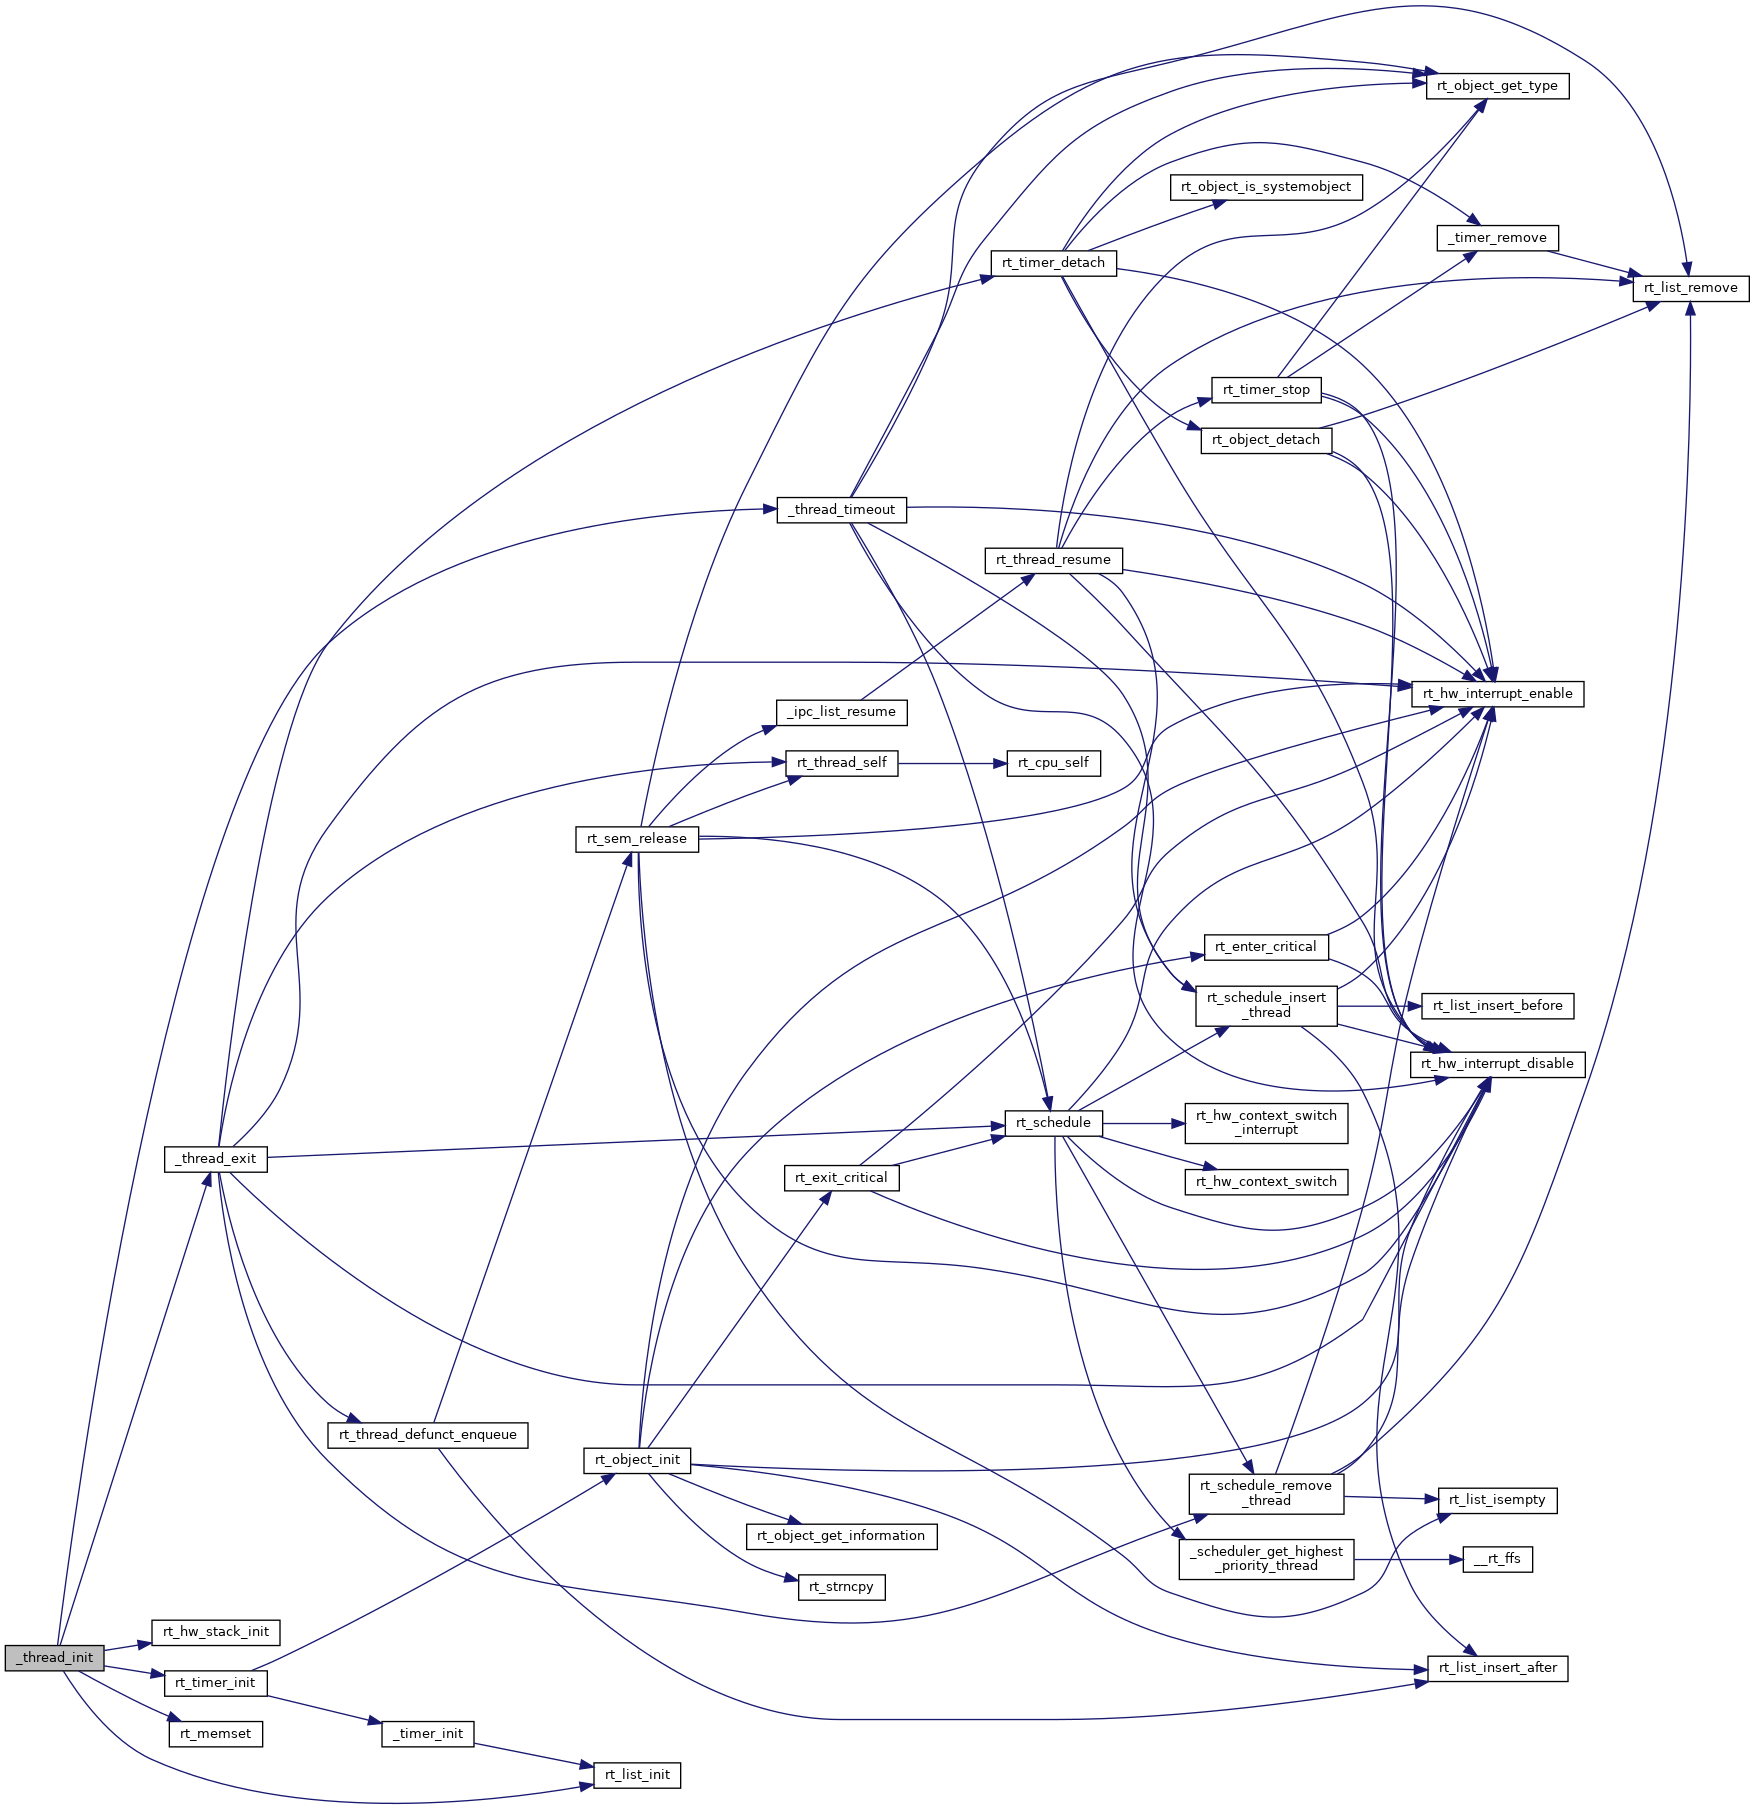 rt_object_get_type
rt_object_is_systemobject
_timer_remove
rt_timer_detach
rt_list_remove
rt_timer_stop
rt_object_detach
_thread_timeout
rt_thread_resume
rt_hw_interrupt_enable
_ipc_list_resume
rt_thread_self
rt_cpu_self
rt_sem_release
rt_enter_critical
rt_schedule_insert
_thread
rt_list_insert_before
rt_hw_interrupt_disable
rt_hw_context_switch
_interrupt
rt_schedule
_thread_exit
rt_exit_critical
rt_hw_context_switch
rt_thread_defunct_enqueue
rt_object_init
rt_schedule_remove
_thread
rt_list_isempty
rt_object_get_information
_scheduler_get_highest
_priority_thread
__rt_ffs
rt_strncpy
rt_hw_stack_init
_thread_init
rt_list_insert_after
rt_timer_init
rt_memset
_timer_init
rt_list_init